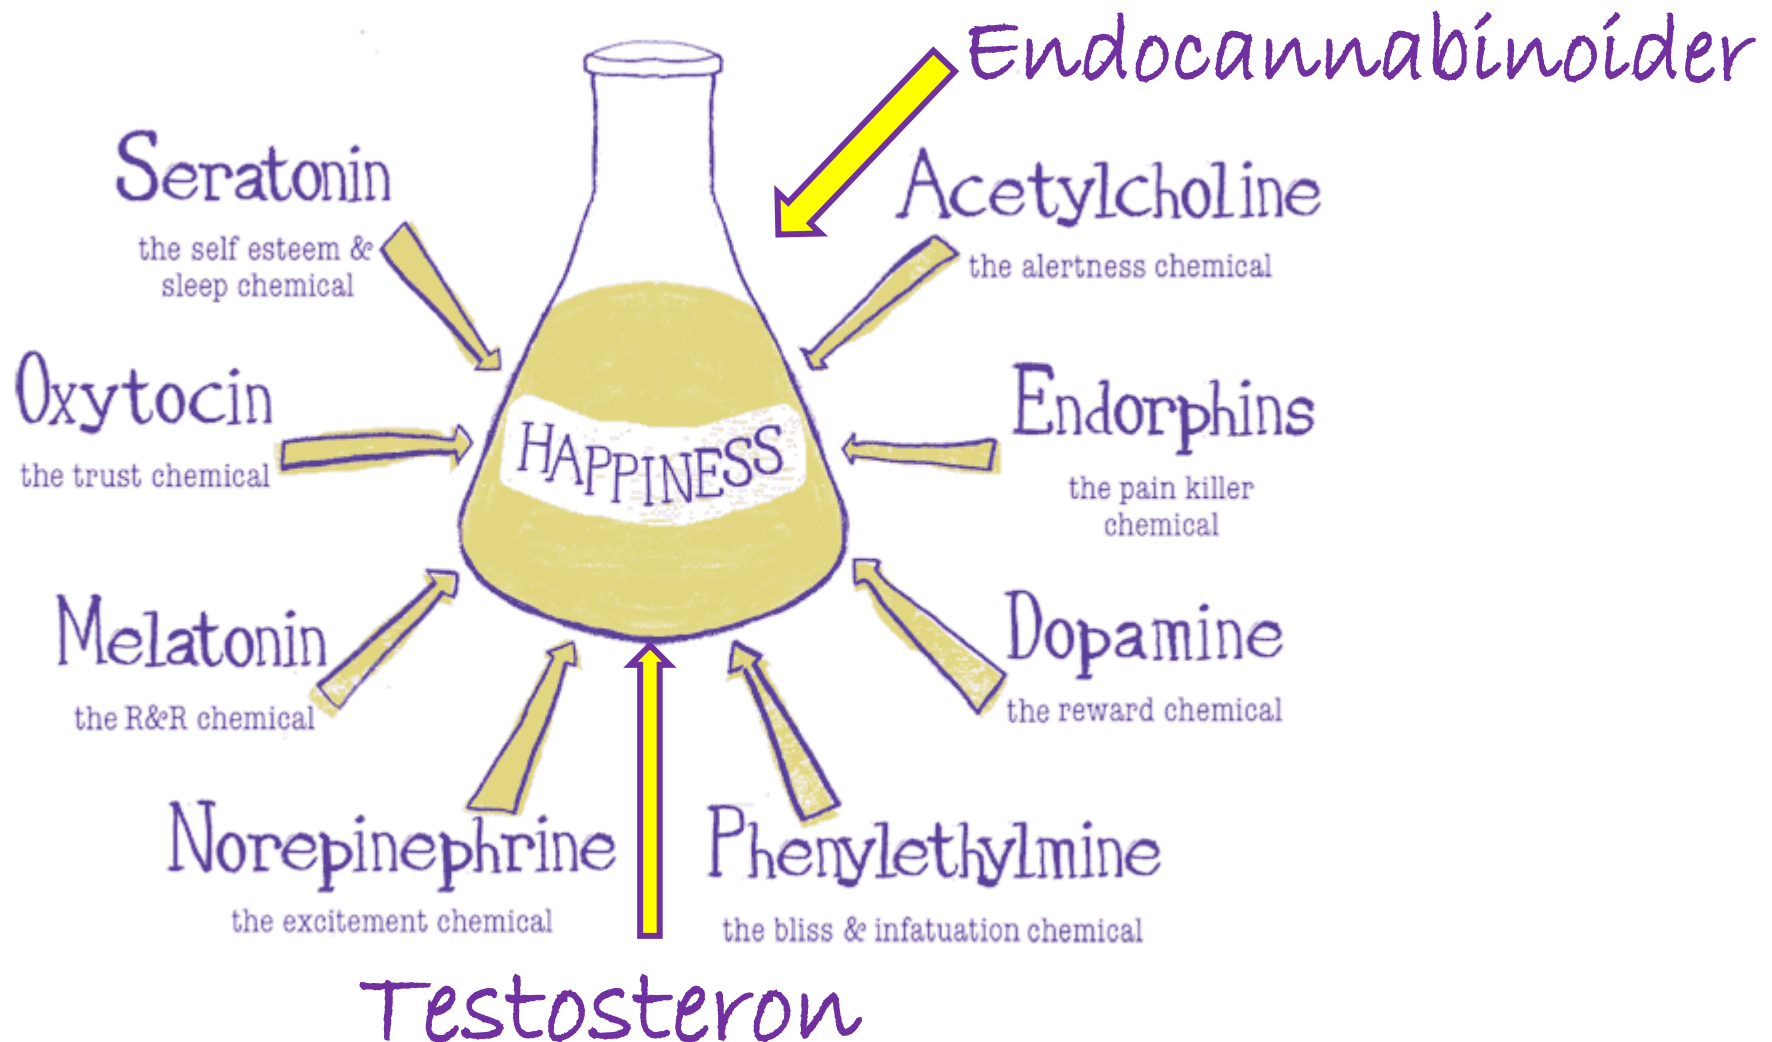 Endocannabinoider
Seratonin
the self esteem &
sleep chemical
Acetylcholine
the alertness chemical
Oxytocin
the trust chemical
HAPPINESS
Endorphins
the pain killer
chemical
Melatonin
the R&R chemical
Dopamine
the reward chemical
Norepinephrine
the excitement chemical
Phenylethylmine
the bliss & infatuation chemical
Testosteron